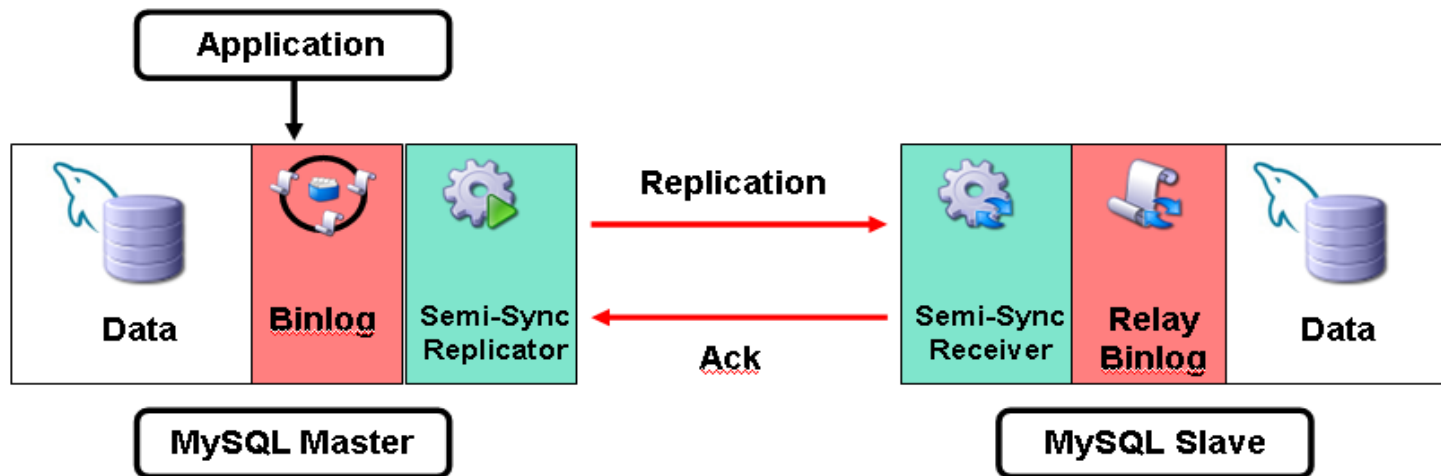 Application
Replication
Data
Binlog
Semi-Sync
Replicator
Ack
Semi-Sync
Receiver
Relay
Binlog
Data
MySQL Master
MySQL Slave